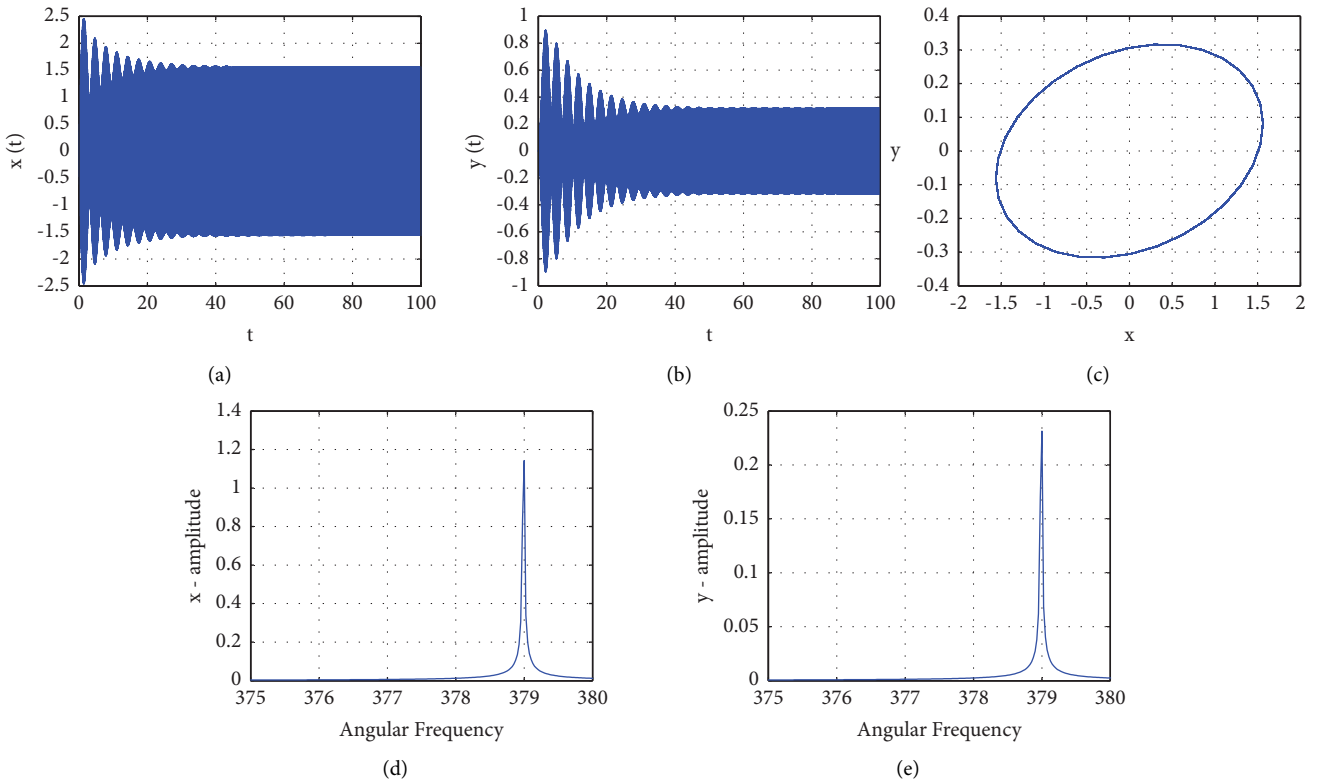 2.5
2
1.5
1
0.5
0
-0.5
-1
-1.5
-2
-2.5
x (t)
0 20 40 60 80 100
t
(a)
1
0.8
0.6
0.4
0.2
0
-0.2
-0.4
-0.6
-0.8
-1
y (t)
0 20 40 60 80 100
t
(b)
0.4
0.3
0.2
0.1
0
-0.1
-0.2
-0.3
-0.4
y
-2 -1.5 -1 -0.5 0 0.5 1 1.5 2
x
(c)
1.4
1.2
1
0.8
0.6
0.4
0.2
0
x - amplitude
375 376 377 378 379 380
Angular Frequency
(d)
0.25
0.2
0.15
0.1
0.05
0
y - amplitude
375 376 377 378 379 380
Angular Frequency
(e)